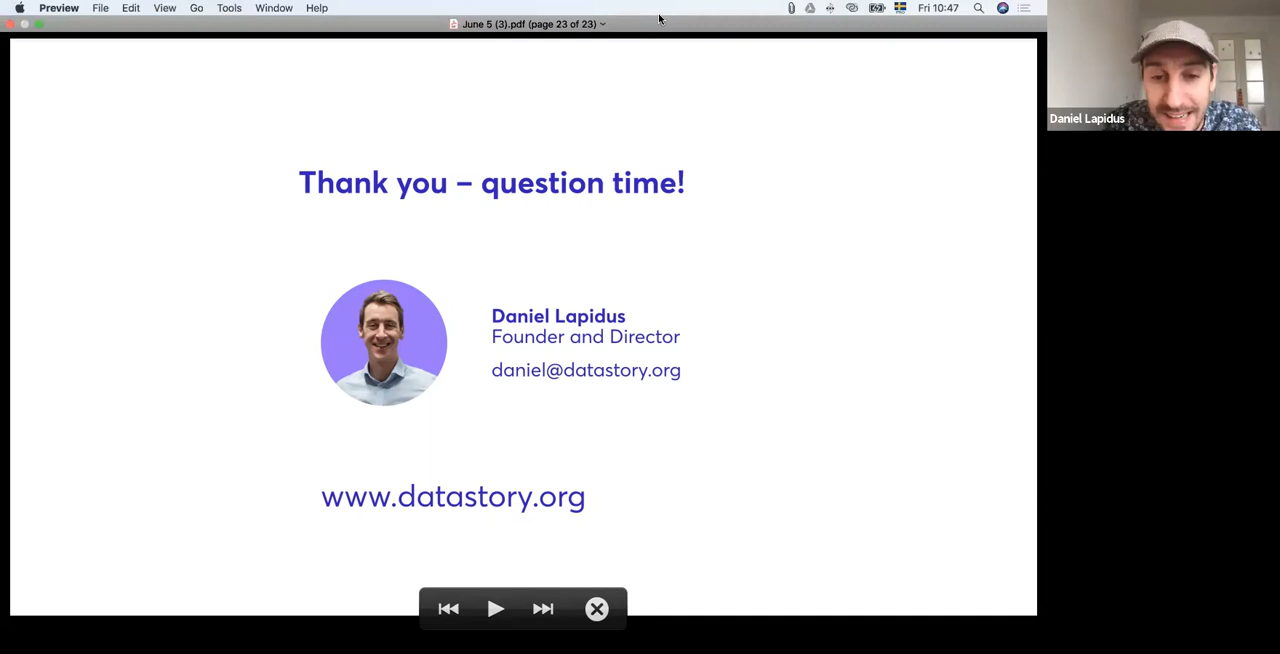 Preview File Edit View Go Tools Window Help
Fri 10:47
June 5 (3).pdf (page 23 of 23)
Daniel Lapidus
Thank you – question time!
Daniel Lapidus
Founder and Director
daniel@datastory.org
www.datastory.org